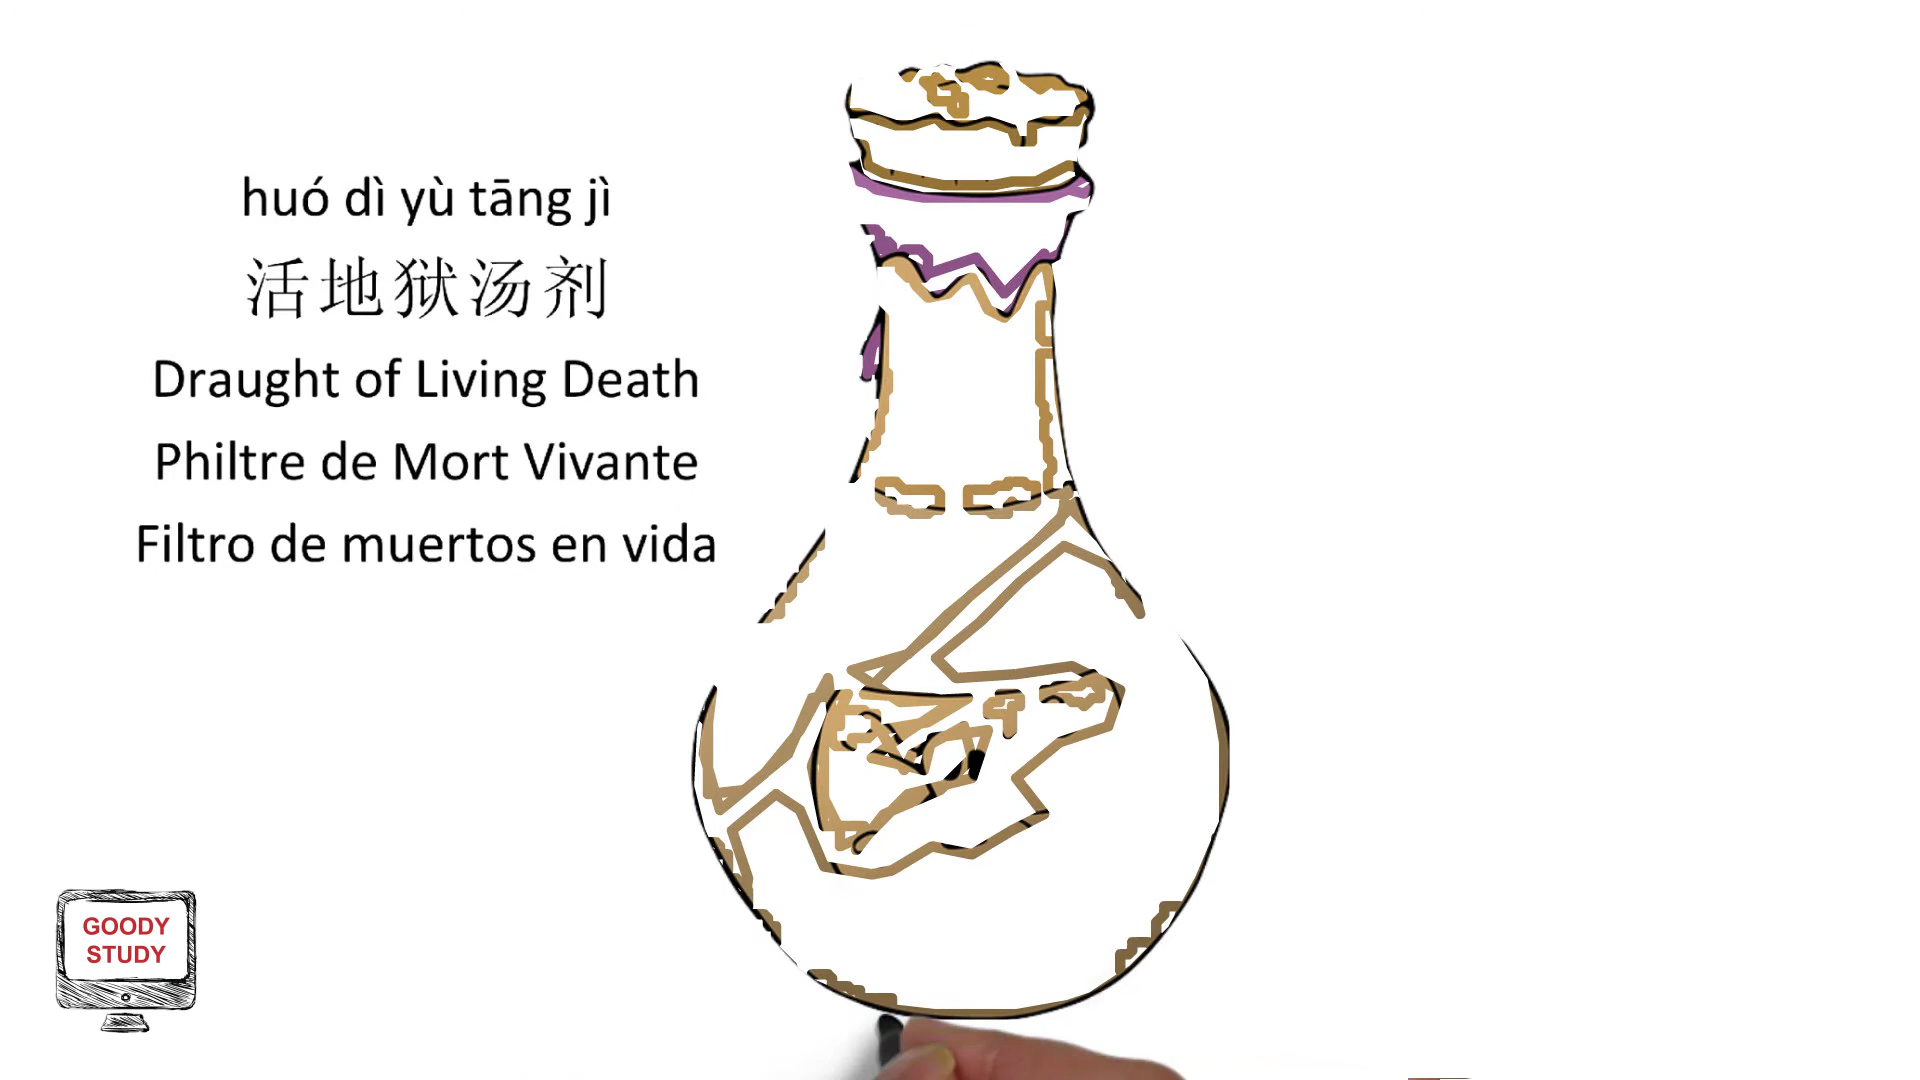 huó dì yù tāng jì
活地狱汤剂
Draught of Living Death
Philtre de Mort Vivante
Filtro de muertos en vida
GOODY
STUDY